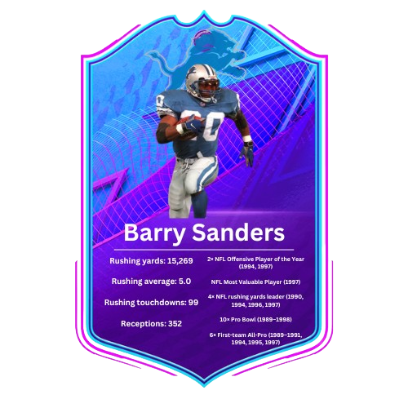 20
Barry Sanders
Rushing yards: 15,269
Rushing average: 5.0
Rushing touchdowns: 99
Receptions: 352
2× NFL Offensive Player of the Year
(1994, 1997)
NFL Most Valuable Player (1997)
4× NFL rushing yards leader (1990,
1994, 1996, 1997)
10× Pro Bowl (1989–1998)
6× First-team All-Pro (1989–1991,
1994, 1995, 1997)